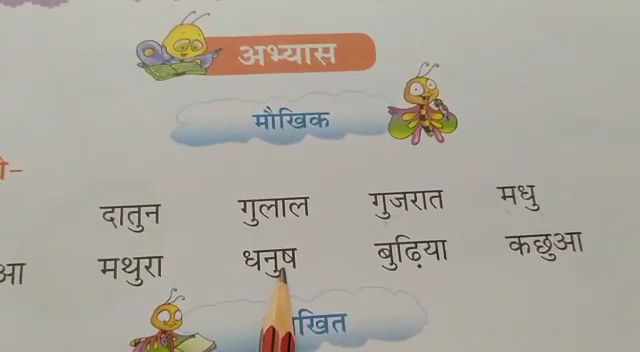 अभ्यास
मौखिक
दातुन गुलाल गुजरात मधु
मथुरा धनुष बुढ़िया कछुआ